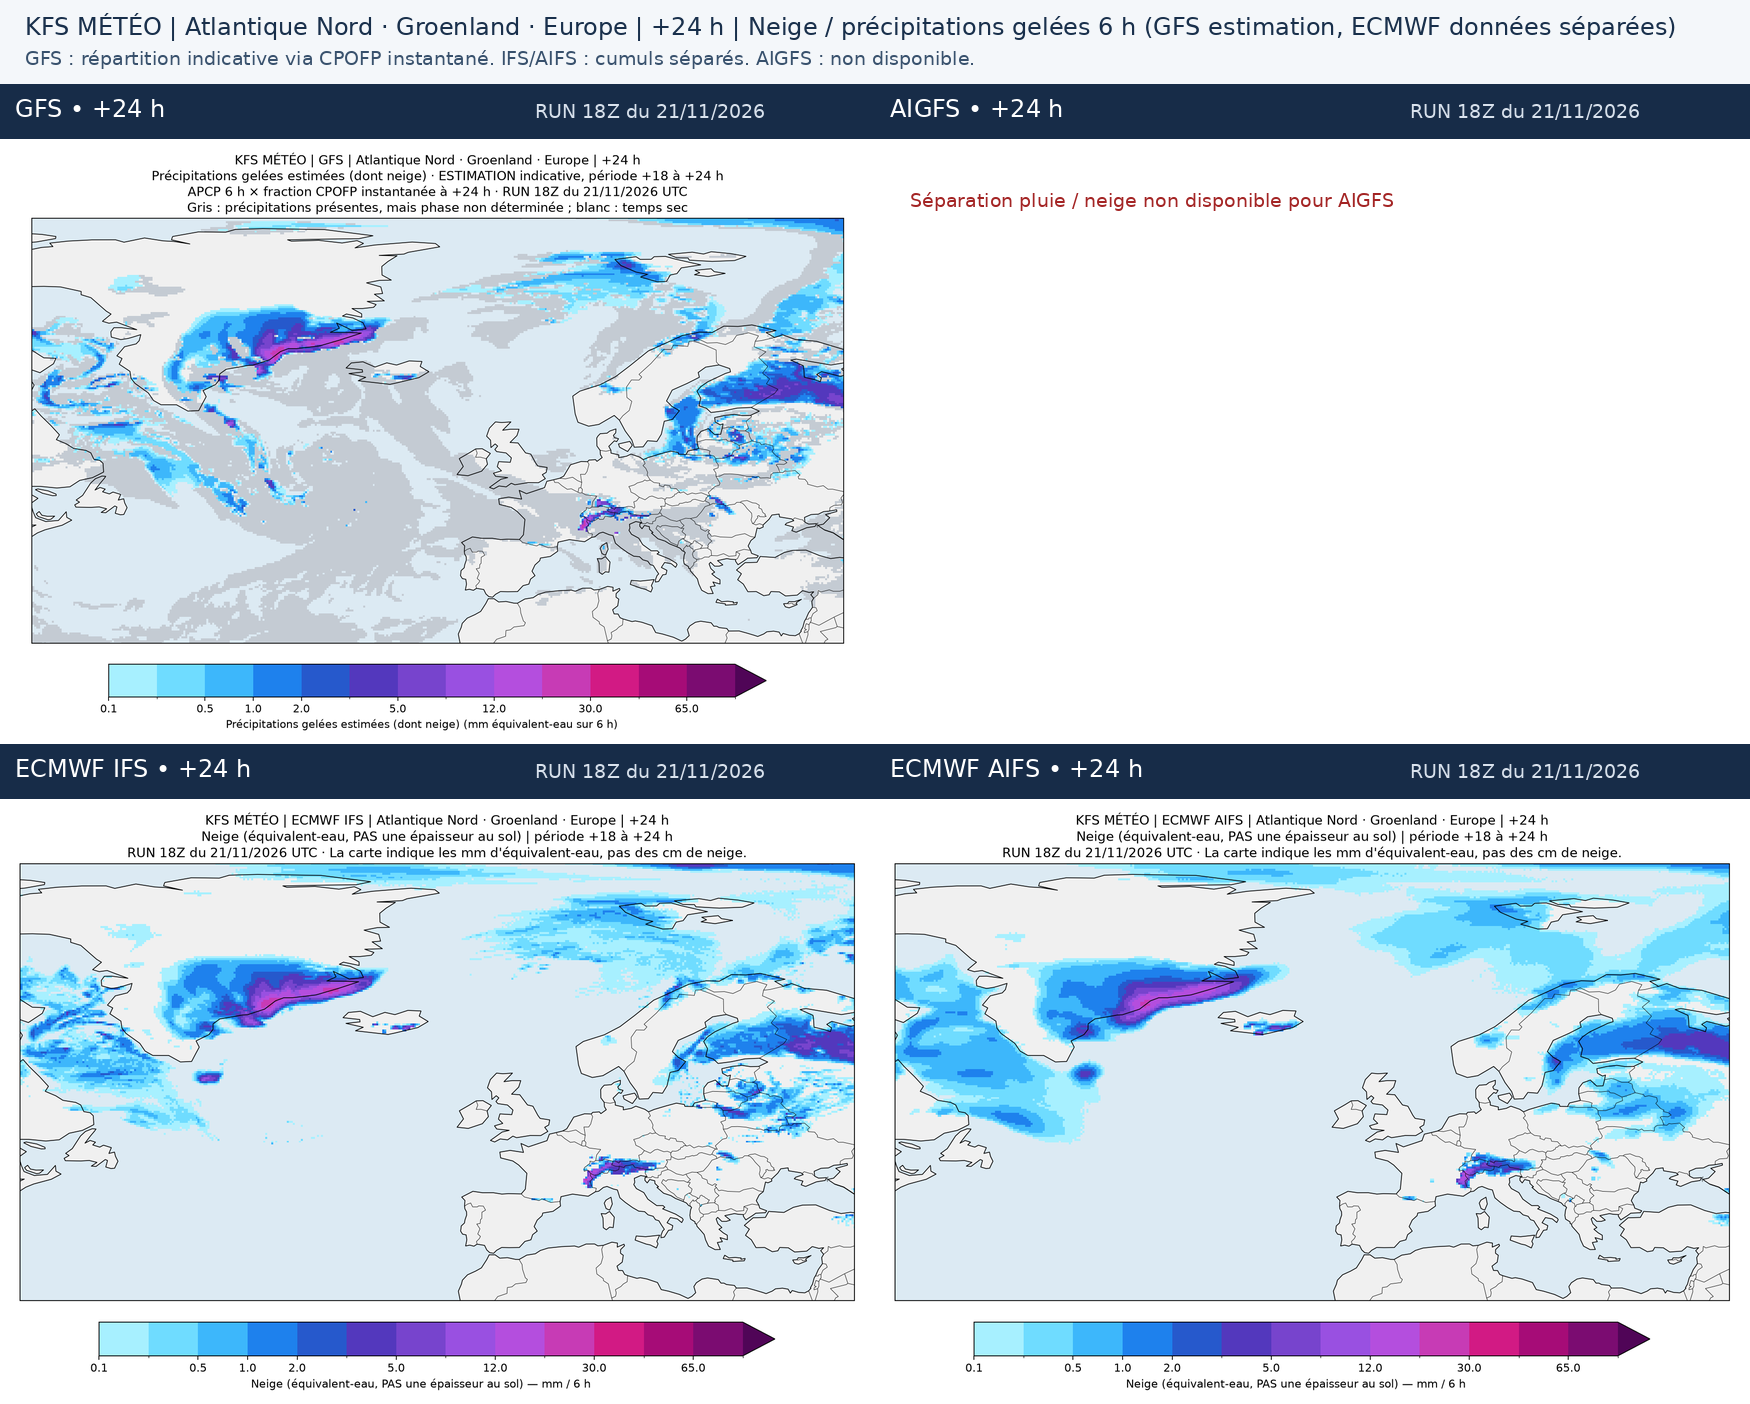 KFS MÉTÉO | Atlantique Nord · Groenland · Europe | +24 h | Neige / précipitations gelées 6 h (GFS estimation, ECMWF données séparées)
GFS : répartition indicative via CPOFP instantané. IFS/AIFS : cumuls séparés. AIGFS : non disponible.
GFS • +24 h
RUN 18Z du 21/11/2026
AIGFS • +24 h
RUN 18Z du 21/11/2026
KFS MÉTÉO | GFS | Atlantique Nord · Groenland · Europe | +24 h
Précipitations gelées estimées (dont neige) · ESTIMATION indicative, période +18 à +24 h
APCP 6 h × fraction CPOFP instantanée à +24 h · RUN 18Z du 21/11/2026 UTC
Gris : précipitations présentes, mais phase non déterminée ; blanc : temps sec
Séparation pluie / neige non disponible pour AIGFS
0.1 0.5 1.0 2.0 5.0 12.0 30.0 65.0
Précipitations gelées estimées (dont neige) (mm équivalent-eau sur 6 h)
ECMWF IFS • +24 h
RUN 18Z du 21/11/2026
ECMWF AIFS • +24 h
RUN 18Z du 21/11/2026
KFS MÉTÉO | ECMWF IFS | Atlantique Nord · Groenland · Europe | +24 h
Neige (équivalent-eau, PAS une épaisseur au sol) | période +18 à +24 h
RUN 18Z du 21/11/2026 UTC · La carte indique les mm d'équivalent-eau, pas des cm de neige.
KFS MÉTÉO | ECMWF AIFS | Atlantique Nord · Groenland · Europe | +24 h
Neige (équivalent-eau, PAS une épaisseur au sol) | période +18 à +24 h
RUN 18Z du 21/11/2026 UTC · La carte indique les mm d'équivalent-eau, pas des cm de neige.
0.1 0.5 1.0 2.0 5.0 12.0 30.0 65.0
Neige (équivalent-eau, PAS une épaisseur au sol) — mm / 6 h
0.1 0.5 1.0 2.0 5.0 12.0 30.0 65.0
Neige (équivalent-eau, PAS une épaisseur au sol) — mm / 6 h